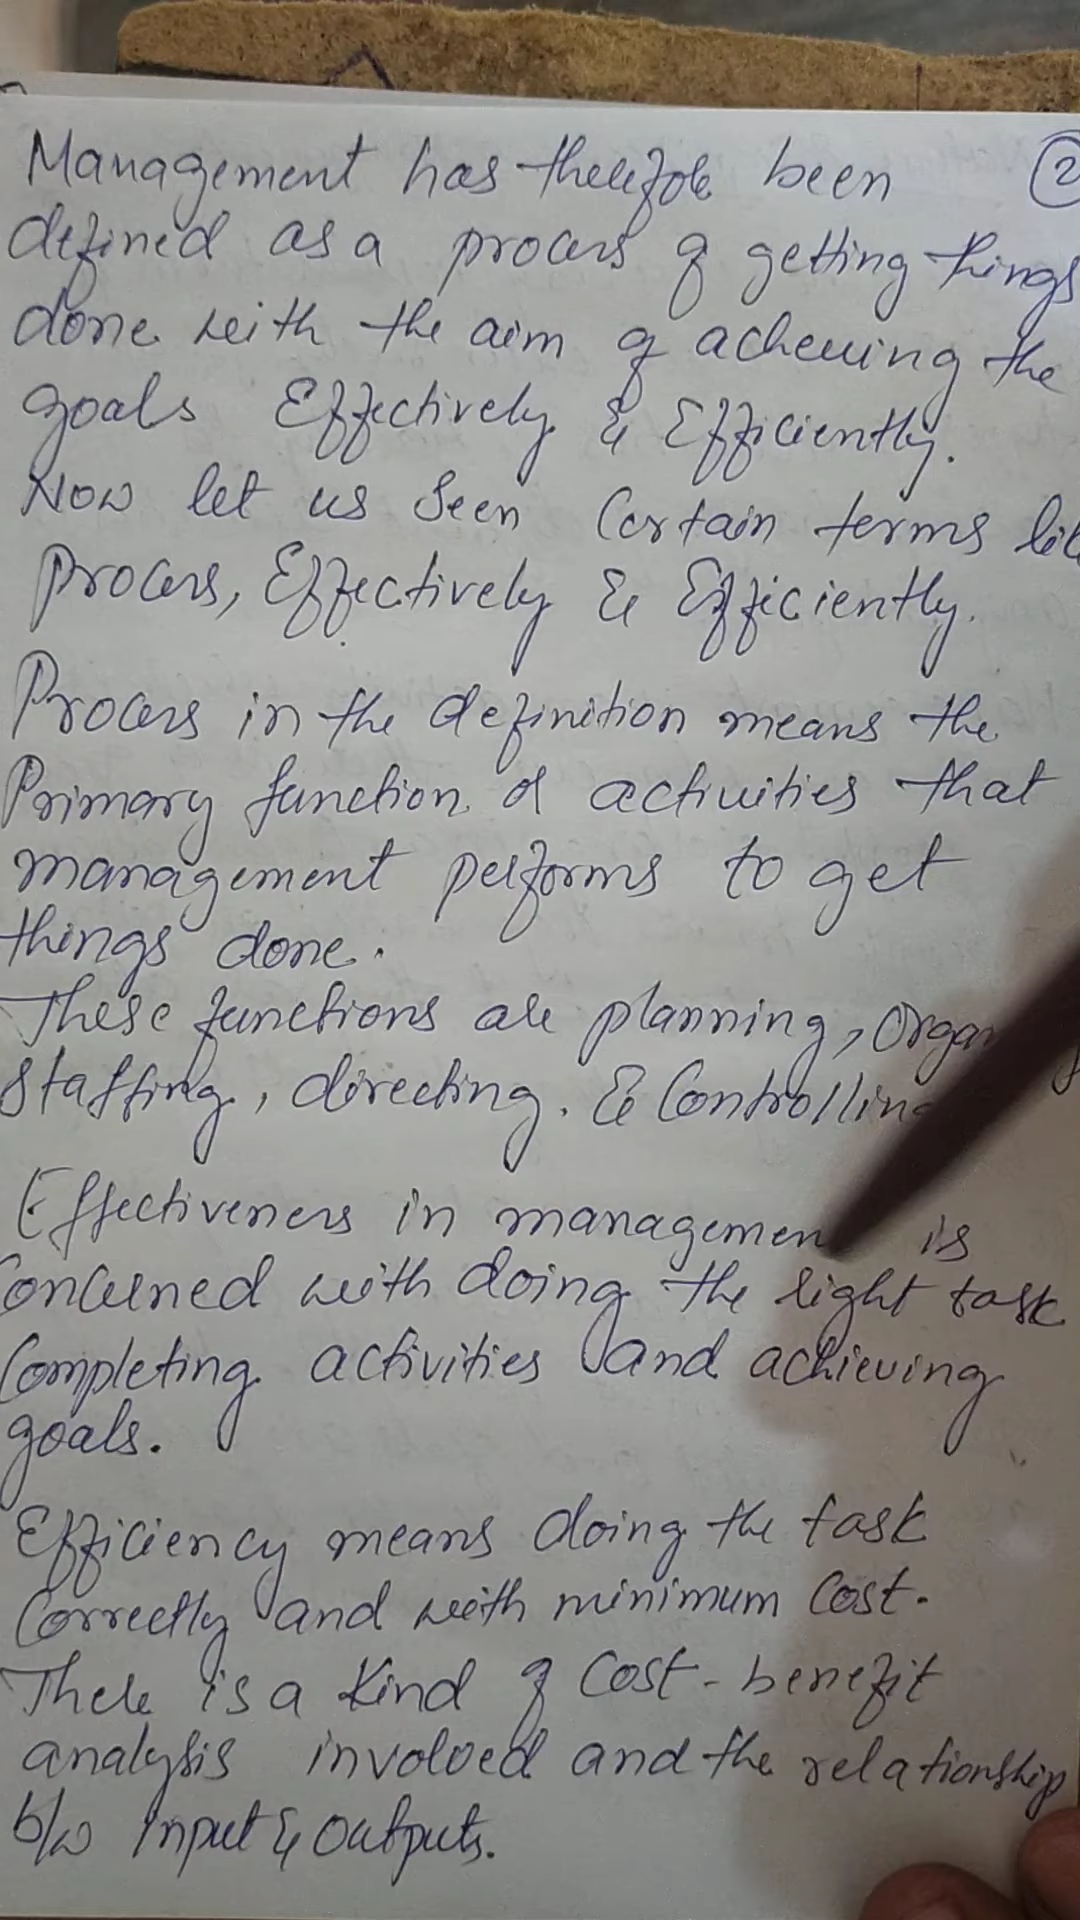 Management has therefore been
②
defined as a process of getting things
done with the aim of acheiving the
goals Effectively & Efficiently.
Now let us seen certain terms
Process, Effectively & Efficiently.
Process in the definition means the
Primary function of activities that
management performs to get
things done.
These functions are planning,
Staffing, directing. & Controlling
Effectiveness in management is
Concerned with doing the right task
Completing activities and achieving
goals.
Efficiency means doing the task
Correctly and with minimum Cost.
There is a Kind of Cost-benefit
analysis involved and the relationship
b/w Input & outputs.